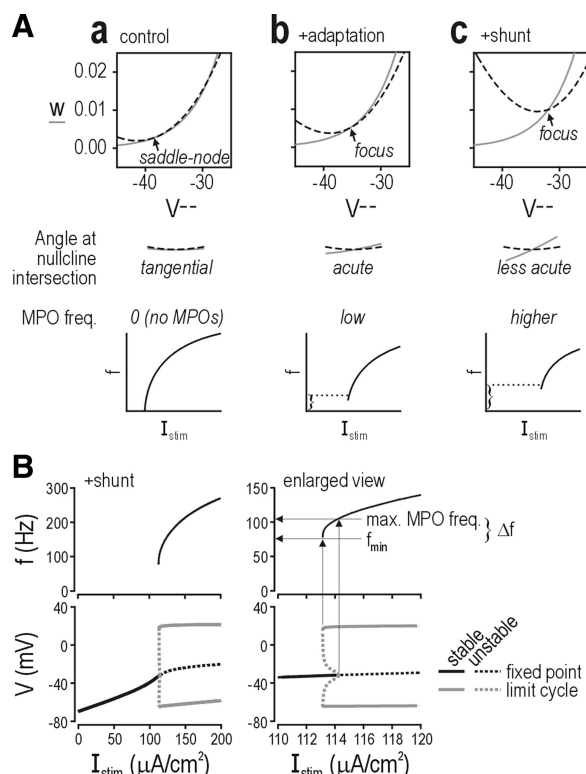 A
a control
b +adaptation
c +shunt
0.02
w 0.01
0.00
saddle-node
focus
focus
-40 -30
-40 -30
-40 -30
V
V
V
Angle at
nullcline
intersection
tangential
acute
less acute
MPO freq.
0 (no MPOs)
low
higher
f
f
f
{
{
Istim
Istim
Istim
B
+shunt
enlarged view
300
200
100
0
f (Hz)
150
100
50
0
max. MPO freq.
fmin
} Δf
40
0
-40
-80
V (mV)
40
0
-40
-80
0 50 100 150 200
110 112 114 116 118 120
Istim (μA/cm²)
Istim (μA/cm²)
stable
unstable
fixed point
limit cycle